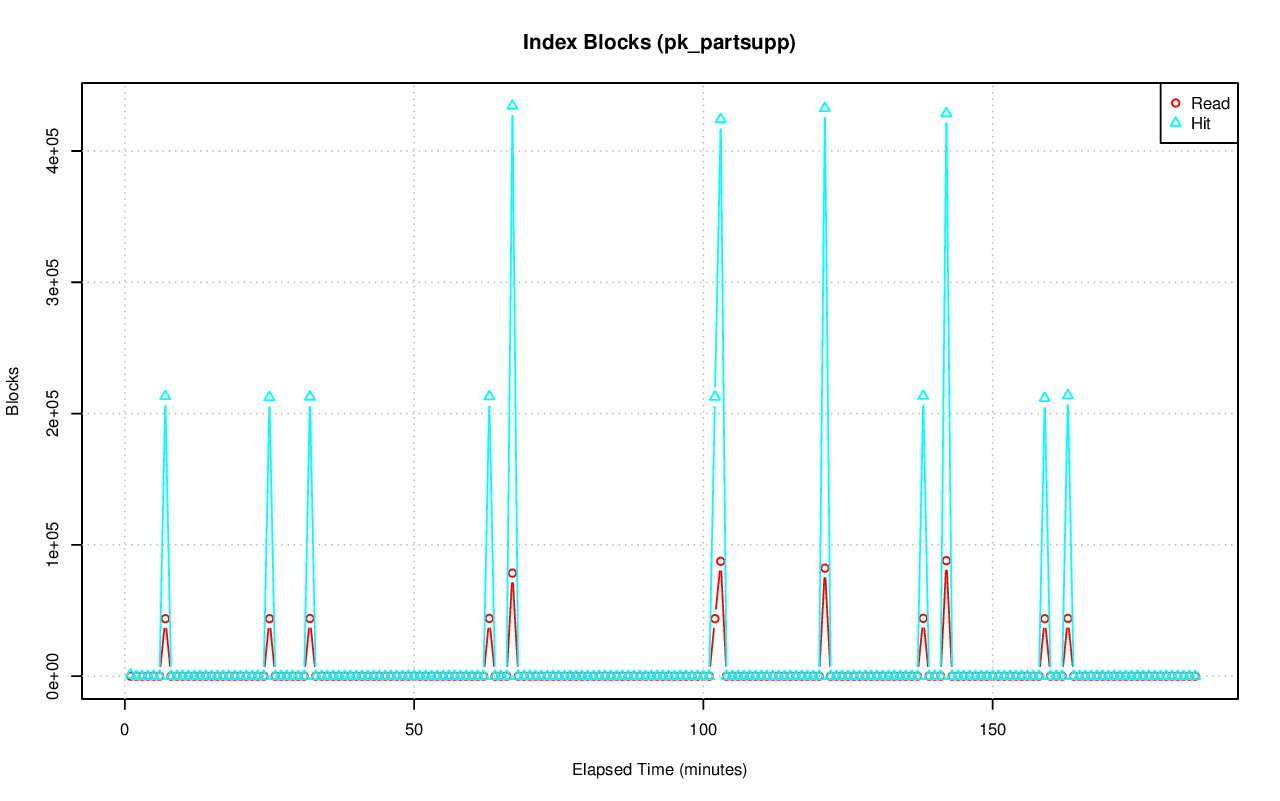 Index Blocks (pk_partsupp)
Read
Hit
Blocks
0e+00
1e+05
2e+05
3e+05
4e+05
0
50
100
150
Elapsed Time (minutes)